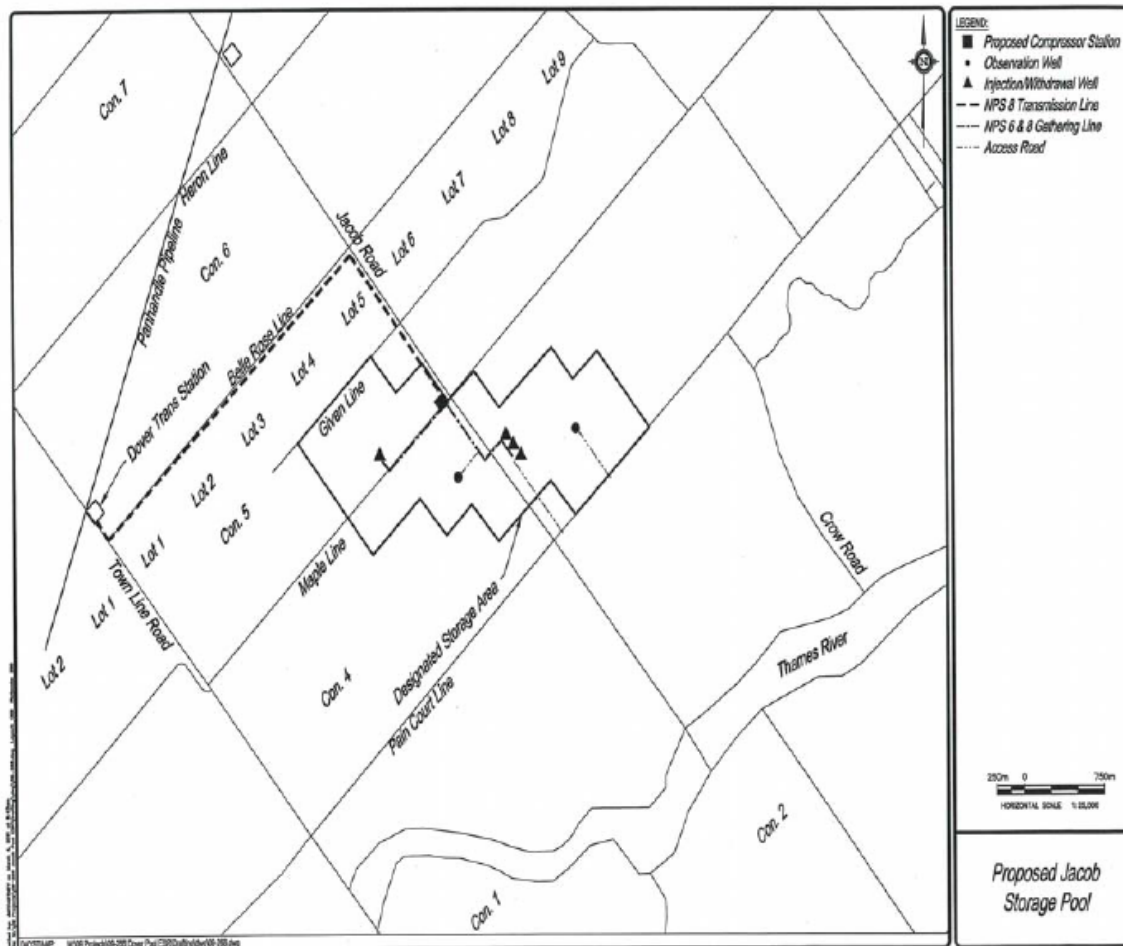 LEGEND:
Proposed Compressor Station
Observation Well
Injection/Withdrawal Well
NPS 8 Transmission Line
NPS 6 & 8 Gathering Line
Access Road
Con. 7
Lot 9
Lot 8
Lot 7
Lot 6
Lot 5
Lot 4
Lot 3
Lot 2
Lot 1
Heron Line
Panhandle Pipeline
Con. 6
Jacob Road
Belle Rose Line
Dover Trans Station
Given Line
Con. 5
Maple Line
Town Line Road
Lot 1
Lot 2
Con. 4
Designated Storage Area
Pain Court Line
Crow Road
Thames River
Con. 2
Con. 1
250m 0 750m
HORIZONTAL SCALE
Proposed Jacob
Storage Pool